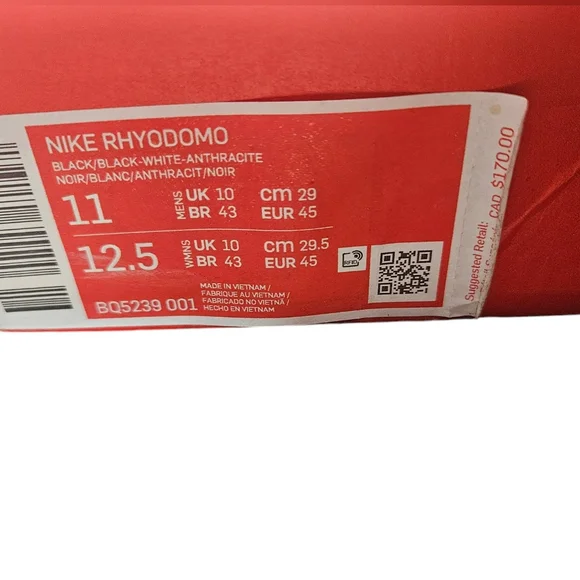 NIKE RHYODOMO
BLACK/BLACK-WHITE-ANTHRACITE
NOIR/BLANC/ANTHRACIT/NOIR
11 MENS UK 10 CM 29
BR 43 EUR 45
12.5 WMNS UK 10 CM 29.5
BR 43 EUR 45
BQ5239 001
MADE IN VIETNAM /
FABRIQUE AU VIETNAM /
FABRICADO NO VIETNÃ /
HECHO EN VIETNAM
RFID
Suggested Retail: CAD $170.00